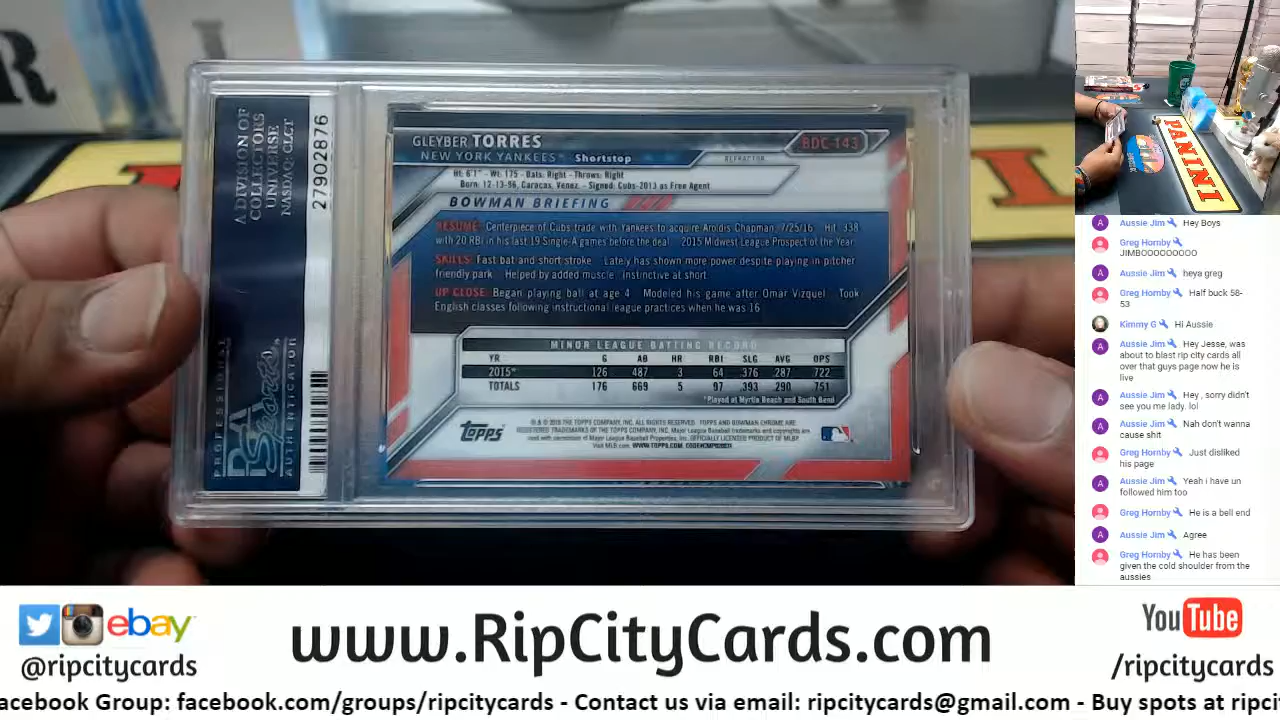 A DIVISION OF
COLLECTORS
UNIVERSE
NASDAQ: CLCT
27902876
PROFESSIONAL
PSA
Sports
AUTHENTICATOR
GLEYBER TORRES
BDC-143
NEW YORK YANKEES Shortstop
REFRACTOR
Ht: 6'1" - Wt: 175 - Bats: Right - Throws: Right
Born: 12-13-96, Caracas, Venez. - Signed: Cubs-2013 as Free Agent
BOWMAN BRIEFING
RESUME: Centerpiece of Cubs trade with Yankees to acquire Aroldis Chapman, 7/25/16 Hit .338
with 20 RBI in his last 19 Single-A games before the deal. 2015 Midwest League Prospect of the Year
SKILLS: Fast bat and short stroke Lately has shown more power despite playing in pitcher
friendly park Helped by added muscle Instinctive at short
UP CLOSE: Began playing ball at age 4 Modeled his game after Omar Vizquel Took
English classes following instructional league practices when he was 16
MINOR LEAGUE BATTING RECORD
YR G AB HR RBI SLG AVG OPS
2015* 126 487 3 64 .376 .287 .722
TOTALS 176 669 5 97 .393 .290 .751
*Played at Myrtle Beach and South Bend
Topps
PANINI
Aussie Jim Hey Boys
Greg Hornby
JIMBOOOOOOOOO
Aussie Jim heya greg
Greg Hornby Half buck 58-
53
Kimmy G Hi Aussie
Aussie Jim Hey Jesse, was
about to blast rip city cards all
over that guys page now he is
live
Aussie Jim Hey , sorry didn't
see you me lady. lol
Aussie Jim Nah don't wanna
cause shit
Greg Hornby Just disliked
his page
Aussie Jim Yeah i have un
followed him too
Greg Hornby He is a bell end
Aussie Jim Agree
Greg Hornby He has been
given the cold shoulder from the
aussies
ebay
@ripcitycards
www.RipCityCards.com
YouTube
/ripcitycards
acebook Group: facebook.com/groups/ripcitycards - Contact us via email: ripcitycards@gmail.com - Buy spots at ripci